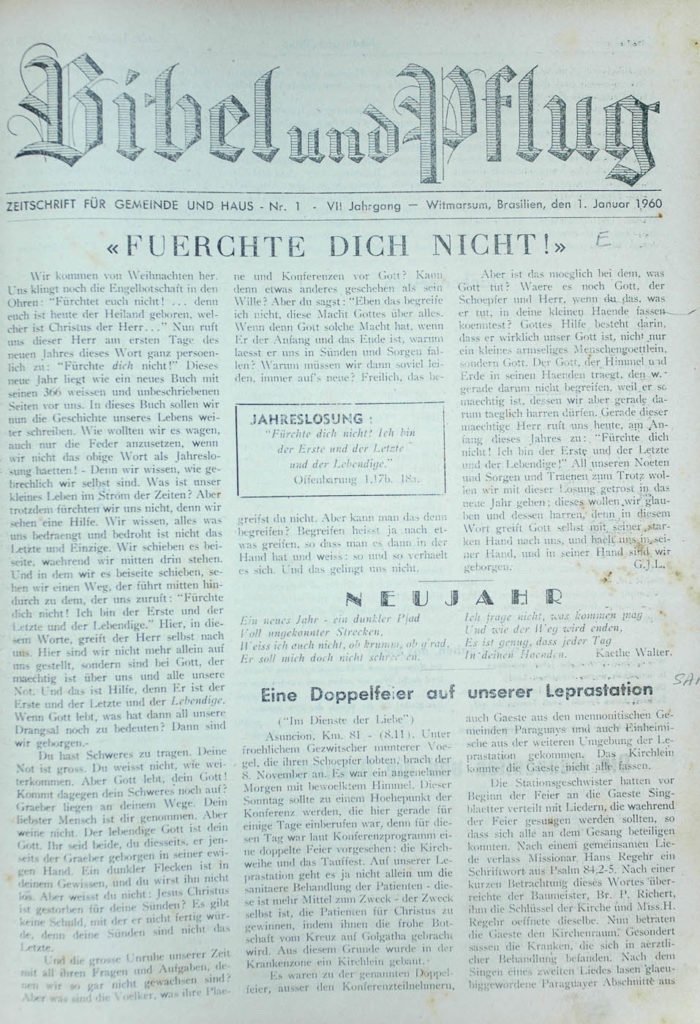 Bibel und Pflug
ZEITSCHRIFT FÜR GEMEINDE UND HAUS - Nr. 1 - VII Jahrgang — Witmarsum, Brasilien, den 1. Januar 1960
«FUERCHTE DICH NICHT!» E
Wir kommen von Weihnachten her.
Uns klingt noch die Engelbotschaft in den
Ohren: "Fürchtet euch nicht! ... denn
euch ist heute der Heiland geboren, wel-
cher ist Christus der Herr..." Nun ruft
uns dieser Herr am ersten Tage des
neuen Jahres dieses Wort ganz persoen-
lich zu: "Fürchte dich nicht!" Dieses
neue Jahr liegt wie ein neues Buch mit
seinen 366 weissen und unbeschriebenen
Seiten vor uns. In dieses Buch sollen wir
nun die Geschichte unseres Lebens wei-
ter schreiben. Wie wollten wir es wagen,
auch nur die Feder anzusetzen, wenn
wir nicht das obige Wort als Jahreslo-
sung haetten! - Denn wir wissen, wie ge-
brechlich wir selbst sind. Was ist unser
kleines Leben im Strom der Zeiten? Aber
trotzdem fürchten wir uns nicht, denn wir
sehen eine Hilfe. Wir wissen, alles was
uns bedraengt und bedroht ist nicht das
Letzte und Einzige. Wir schieben es bei-
seite, waehrend wir mitten drin stehen.
Und in dem wir es beiseite schieben, se-
hen wir einen Weg, der führt mitten hin-
durch zu dem, der uns zuruft: "Fürchte
dich nicht! Ich bin der Erste und der
Letzte und der Lebendige." Hier, in die-
sem Worte, greift der Herr selbst nach
uns. Hier sind wir nicht mehr allein auf
uns gestellt, sondern sind bei Gott, der
maechtig ist über uns und alle unsere
Not. Und das ist Hilfe, denn Er ist der
Erste und der Letzte und der Lebendige.
Wenn Gott lebt, was hat dann all unsere
Drangsal noch zu bedeuten? Dann sind
wir geborgen.-
Du hast Schweres zu tragen. Deine
Not ist gross. Du weisst nicht, wie wei-
terkommen. Aber Gott lebt, dein Gott!
Kommt dagegen dein Schweres noch auf?
Graeber liegen an deinem Wege. Dein
liebster Mensch ist dir genommen. Aber
weine nicht. Der lebendige Gott ist dein
Gott. Ihr seid beide, du diesseits, er jen-
seits der Graeber geborgen in seiner ewi-
gen Hand. Ein dunkler Flecken ist in
deinem Gewissen, und du wirst ihn nicht
los. Aber weisst du nicht: Jesus Christus
ist gestorben für deine Sünden? Es gibt
keine Schuld, mit der er nicht fertig wür-
de, denn deine Sünden sind nicht das
Letzte.
Und die grosse Unruhe unserer Zeit
mit all ihren Fragen und Aufgaben, de-
nen wir so gar nicht gewachsen sind?
Aber was sind die Voelker, was ihre Plae-
ne und Konferenzen vor Gott? Kann
denn etwas anderes geschehen als sein
Wille? Aber du sagst: "Eben das begreife
ich nicht, diese Macht Gottes über alles.
Wenn denn Gott solche Macht hat, wenn
Er der Anfang und das Ende ist, warum
laesst er uns in Sünden und Sorgen fal-
len? Warum müssen wir dann soviel lei-
den, immer auf's neue? Freilich, das be-
JAHRESLOSUNG:
"Fürchte dich nicht! Ich bin
der Erste und der Letzte
und der Lebendige."
Offenbarung 1,17b. 18a.
greifst du nicht. Aber kann man das denn
begreifen? Begreifen heisst ja nach et-
was greifen, so dass man es dann in der
Hand hat und weiss: so und so verhaelt
es sich. Und das gelingt uns nicht.
Aber ist das moeglich bei dem, was
Gott tut? Waere es noch Gott, der
Schoepfer und Herr, wenn du das, was
er tut, in deine kleinen Haende fassen
koenntest? Gottes Hilfe besteht darin,
dass er wirklich unser Gott ist, nicht nur
ein kleines armseliges Menschengoetlein,
sondern Gott. Der Gott, der Himmel und
Erde in seinen Haenden traegt, den w.
gerade darum nicht begreifen, weil er so
maechtig ist, dessen wir aber gerade da-
rum taeglich harren dürfen. Gerade dieser
maechtige Herr ruft uns heute, am An-
fang dieses Jahres zu: "Fürchte dich
nicht! Ich bin der Erste und der Letzte
und der Lebendige!" All unseren Noeten
und Sorgen und Traenen zum Trotz wol-
len wir mit dieser Losung getrost in das
neue Jahr gehen; dieses wollen wir glau-
ben und dessen harren, denn in diesem
Wort greift Gott selbst mit seiner star-
ken Hand nach uns, und haelt uns in sei-
ner Hand, und in seiner Hand sind wir
geborgen. G.J.L.
NEUJAHR
Ein neues Jahr - ein dunkler Pfad
Voll ungekannter Strecken,
Weiss ich auch nicht, ob krumm, ob grad,
Er soll mich doch nicht schrecken.
Ich frage nicht, was kommen mag
Und wie der Weg wird enden,
Es ist genug, dass jeder Tag
In deinen Haenden. Kaethe Walter.
Eine Doppelfeier auf unserer Leprastation
("Im Dienste der Liebe")
Asuncion, Km. 81 - (8.11). Unter
froehlichem Gezwitscher munterer Voe-
gel, die ihren Schoepfer lobten, brach der
8. November an. Es war ein angenehmer
Morgen mit bewoelktem Himmel. Dieser
Sonntag sollte zu einem Hoehepunkt der
Konferenz werden, die hier gerade für
einige Tage einberufen war, denn für die-
sen Tag war laut Konferenzprogramm ei-
ne doppelte Feier vorgesehen: die Kirch-
weihe und das Tauffest. Auf unserer Le-
prastation geht es ja nicht allein um die
sanitaere Behandlung der Patienten - die-
se ist mehr Mittel zum Zweck - der Zweck
selbst ist, die Patienten für Christus zu
gewinnen, indem ihnen die frohe Bot-
schaft vom Kreuz auf Golgatha gebracht
wird. Aus diesem Grunde wurde in der
Krankenzone ein Kirchlein gebaut.
Es waren zu der genannten Doppel-
feier, ausser den Konferenzteilnehmern,
auch Gaeste aus den mennonitischen Ge-
meinden Paraguays und auch Einheimi-
sche aus der weiteren Umgebung der Le-
prastation gekommen. Das Kirchlein
konnte die Gaeste nicht alle fassen.
Die Stationsgeschwister hatten vor
Beginn der Feier an die Gaeste Sing-
blaetter verteilt mit Liedern, die waehrend
der Feier gesungen werden sollten, so
dass sich alle an dem Gesang beteiligen
konnten. Nach einem gemeinsamen Lie-
de verlass Missionar, Hans Regehr ein
Schriftwort aus Psalm 84,2-5. Nach einer
kurzen Betrachtung dieses Wortes über-
reichte der Baumeister, Br. P. Richert,
ihm die Schlüssel der Kirche und Miss.H.
Regehr oeffnete dieselbe. Nun betraten
die Gaeste den Kirchenraum. Gesondert
sassen die Kranken, die sich in aerztli-
cher Behandlung befanden. Nach dem
Singen eines zweiten Liedes lasen glaeu-
biggewordene Paraguayer Abschnitte aus